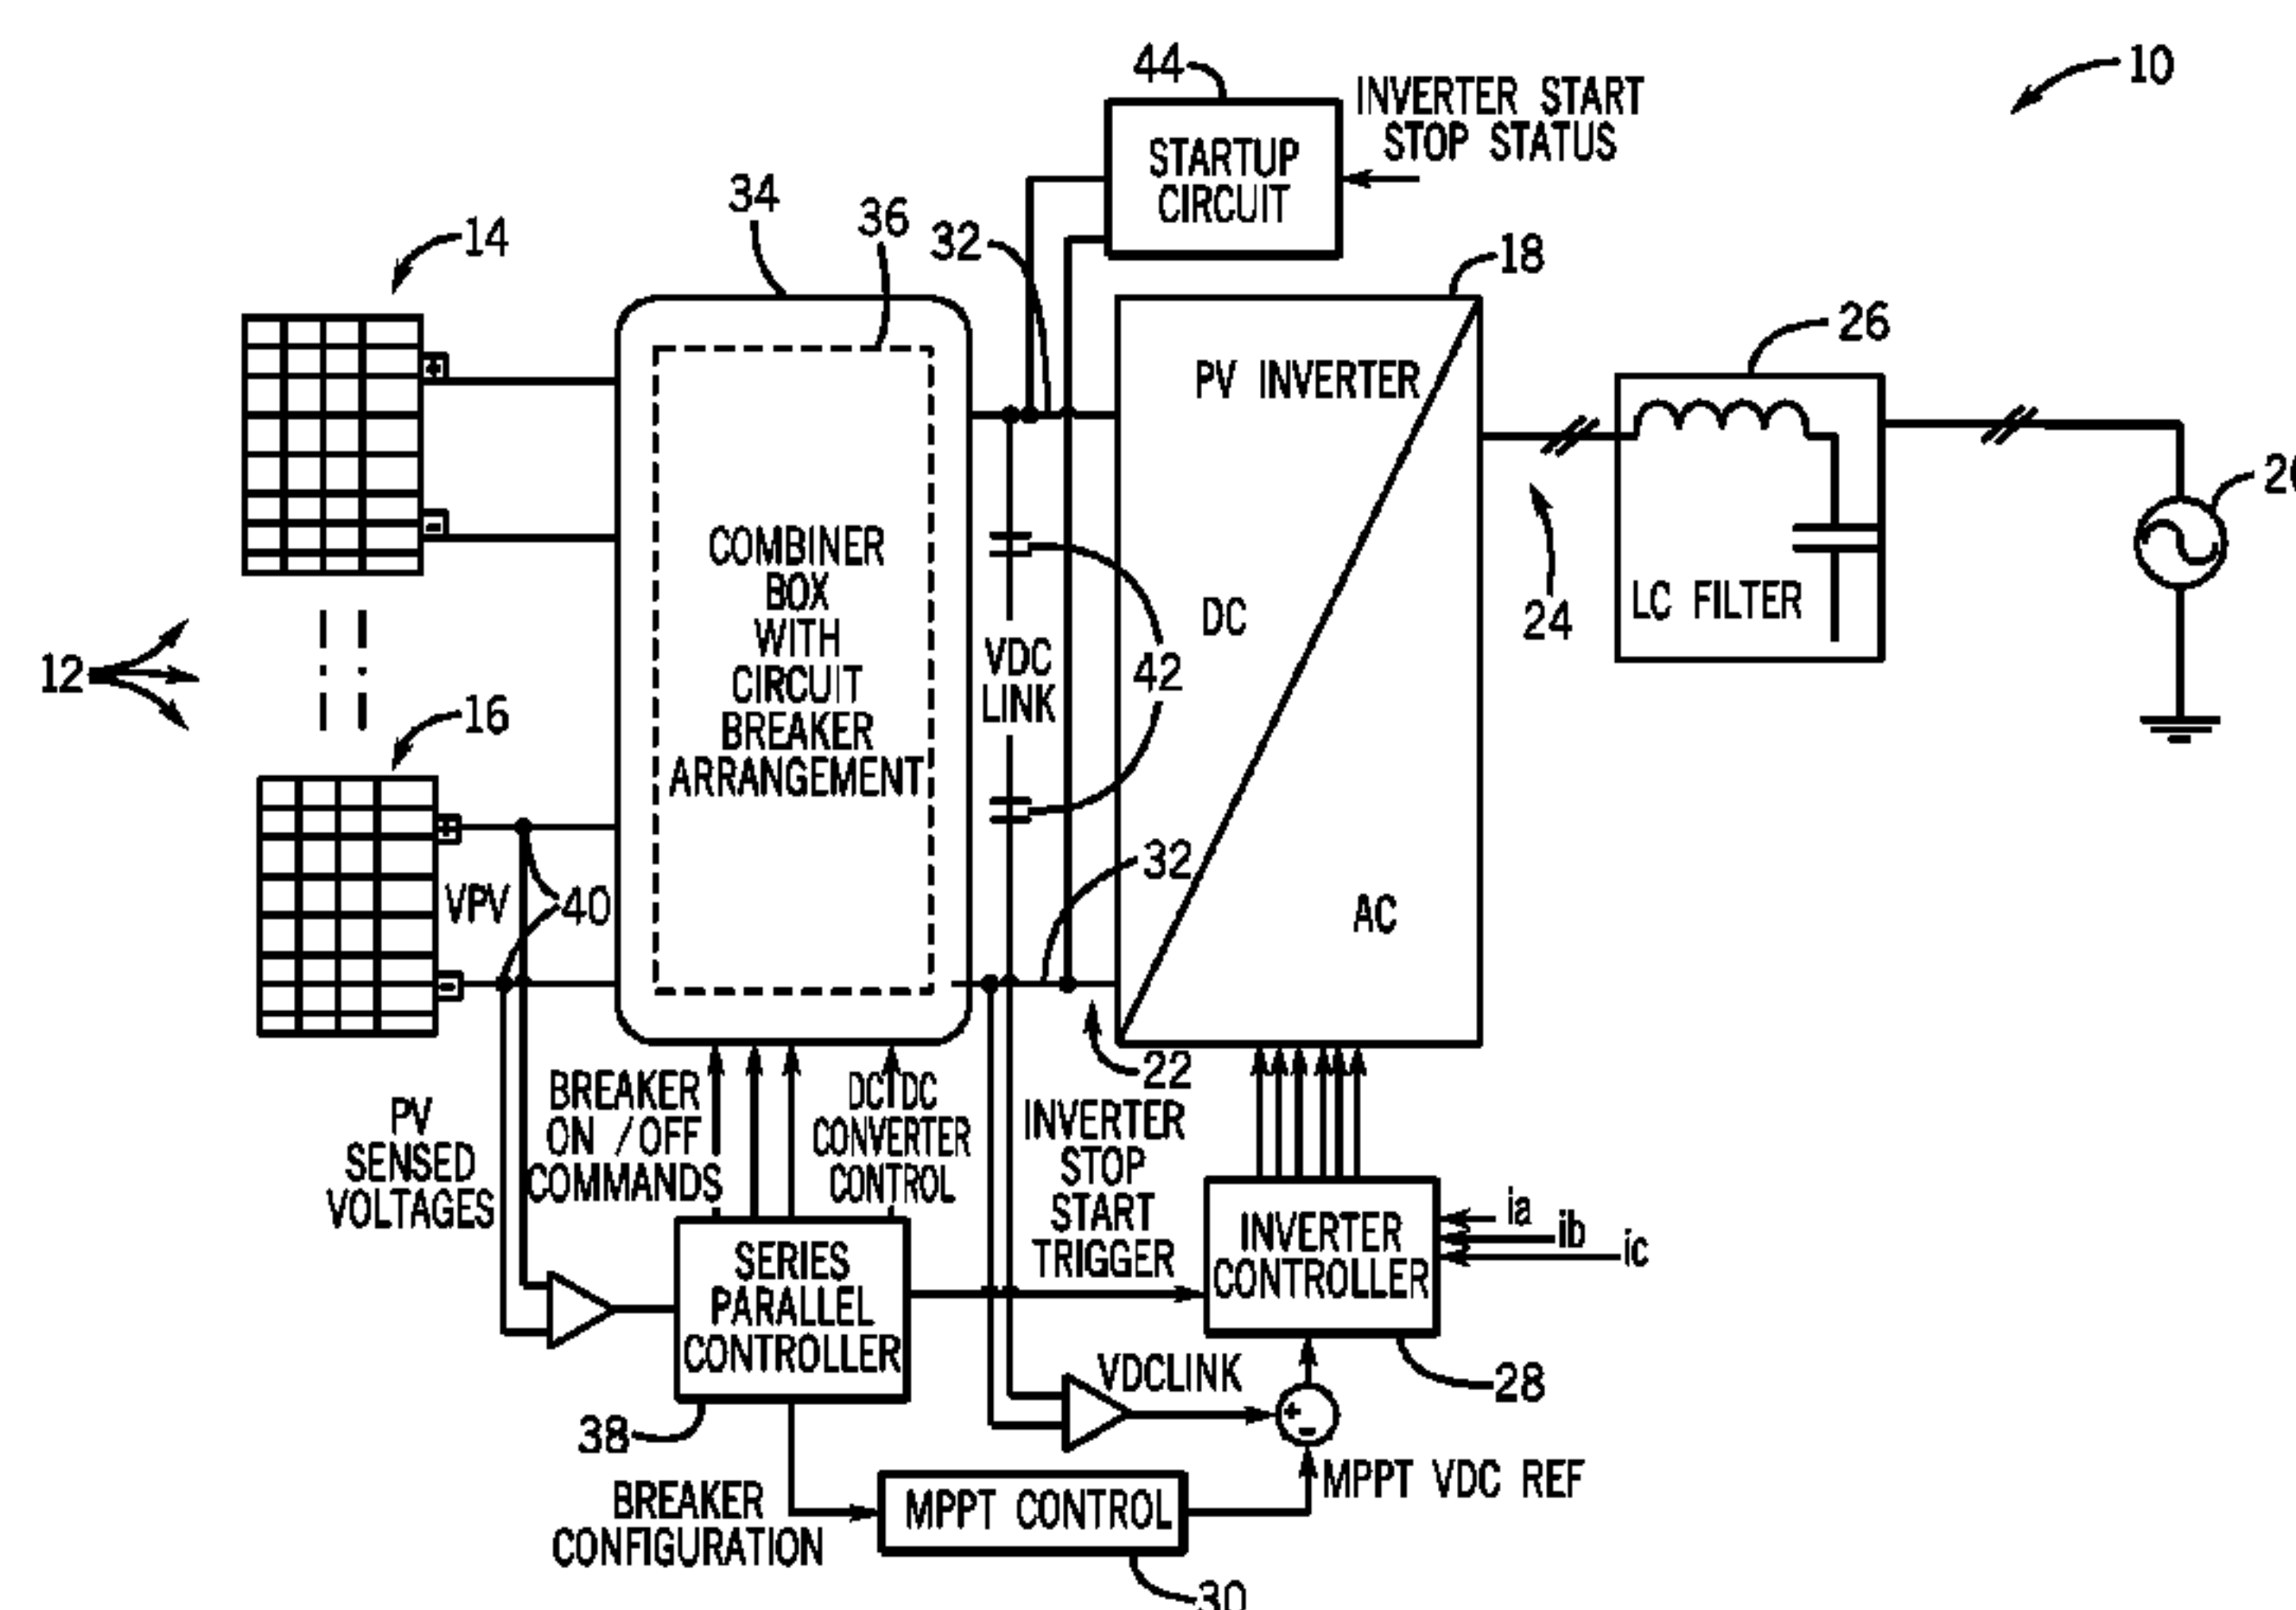 10
44
INVERTER START
STOP STATUS
STARTUP
CIRCUIT
34
36
32
14
18
26
PV INVERTER
+
-
COMBINER
BOX
WITH
CIRCUIT
BREAKER
ARRANGEMENT
VDC
LINK
42
DC
24
LC FILTER
12
16
+
VPV
40
-
32
AC
22
PV
SENSED
VOLTAGES
BREAKER
ON / OFF
COMMANDS
DC DC
CONVERTER
CONTROL
INVERTER
STOP
START
TRIGGER
SERIES
PARALLEL
CONTROLLER
INVERTER
CONTROLLER
ia
ib
ic
38
VDCLINK
+
-
28
MPPT VDC REF
BREAKER
CONFIGURATION
MPPT CONTROL
30